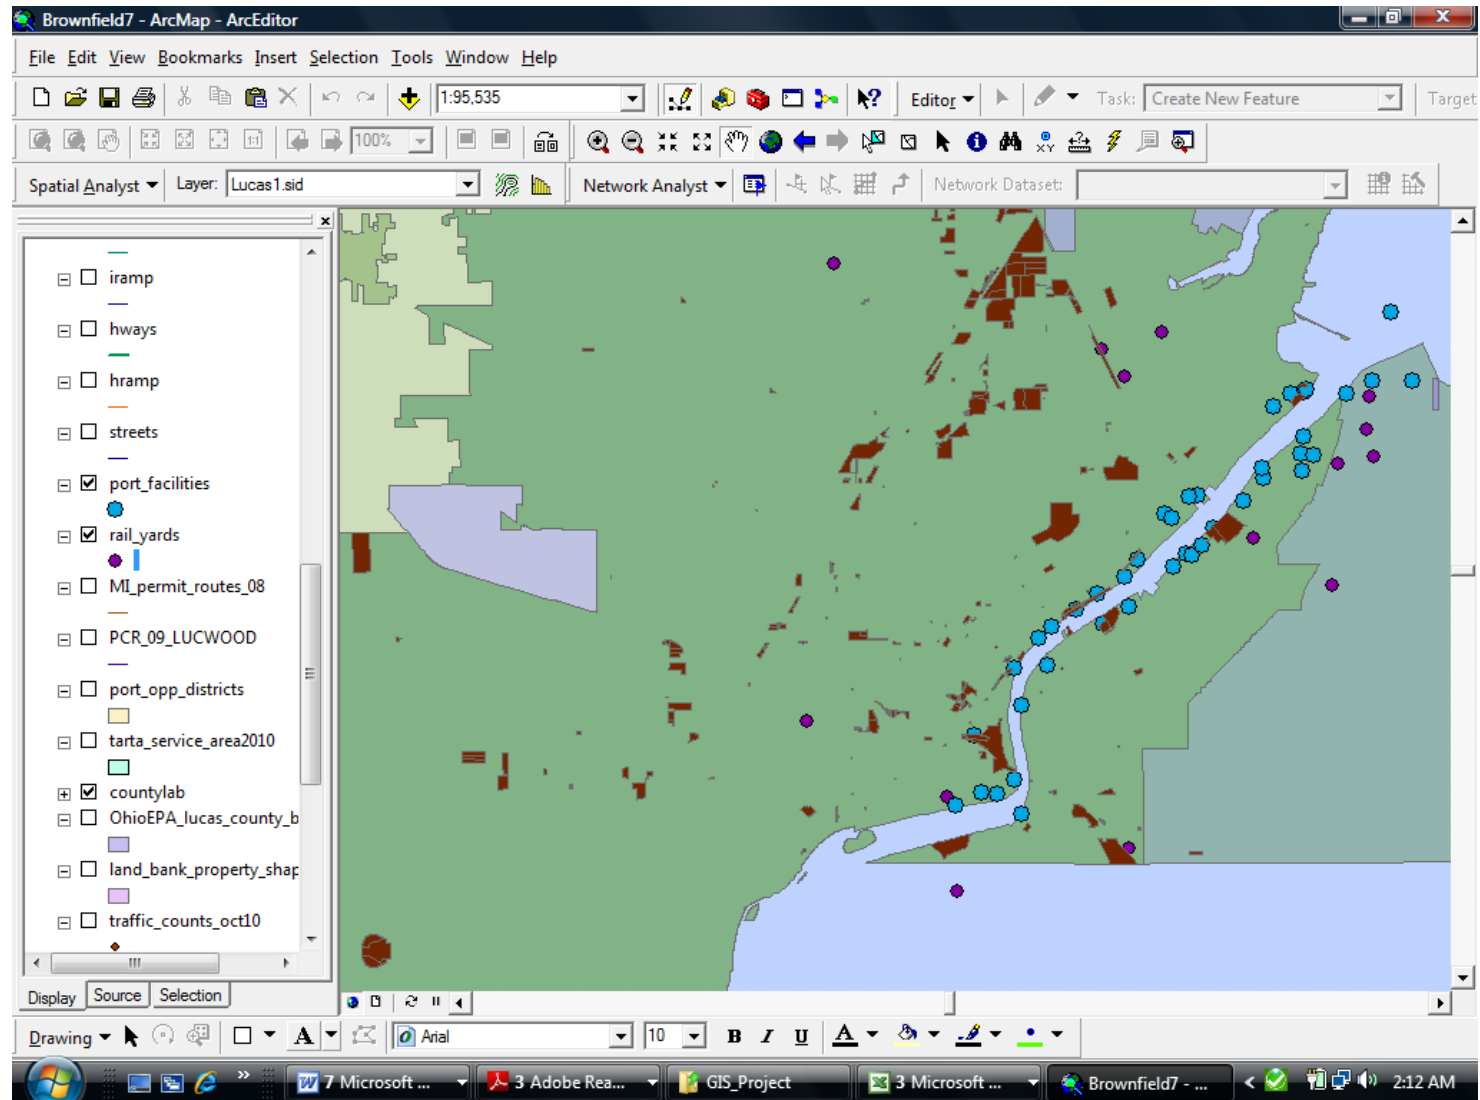 Brownfield7 - ArcMap - ArcEditor
File Edit View Bookmarks Insert Selection Tools Window Help
1:95,535 Editor Task: Create New Feature Target
1:1 100% XY
Spatial Analyst Layer: Lucas1.sid Network Analyst Network Dataset:
iramp
hways
hramp
streets
port_facilities
rail_yards
MI_permit_routes_08
PCR_09_LUCWOOD
port_opp_districts
tarta_service_area2010
countylab
OhioEPA_lucas_county_b
land_bank_property_shap
traffic_counts_oct10
Display Source Selection
Drawing A Arial 10 B I U A
7 Microsoft ... 3 Adobe Rea... GIS_Project 3 Microsoft ... Brownfield7 - ... 2:12 AM